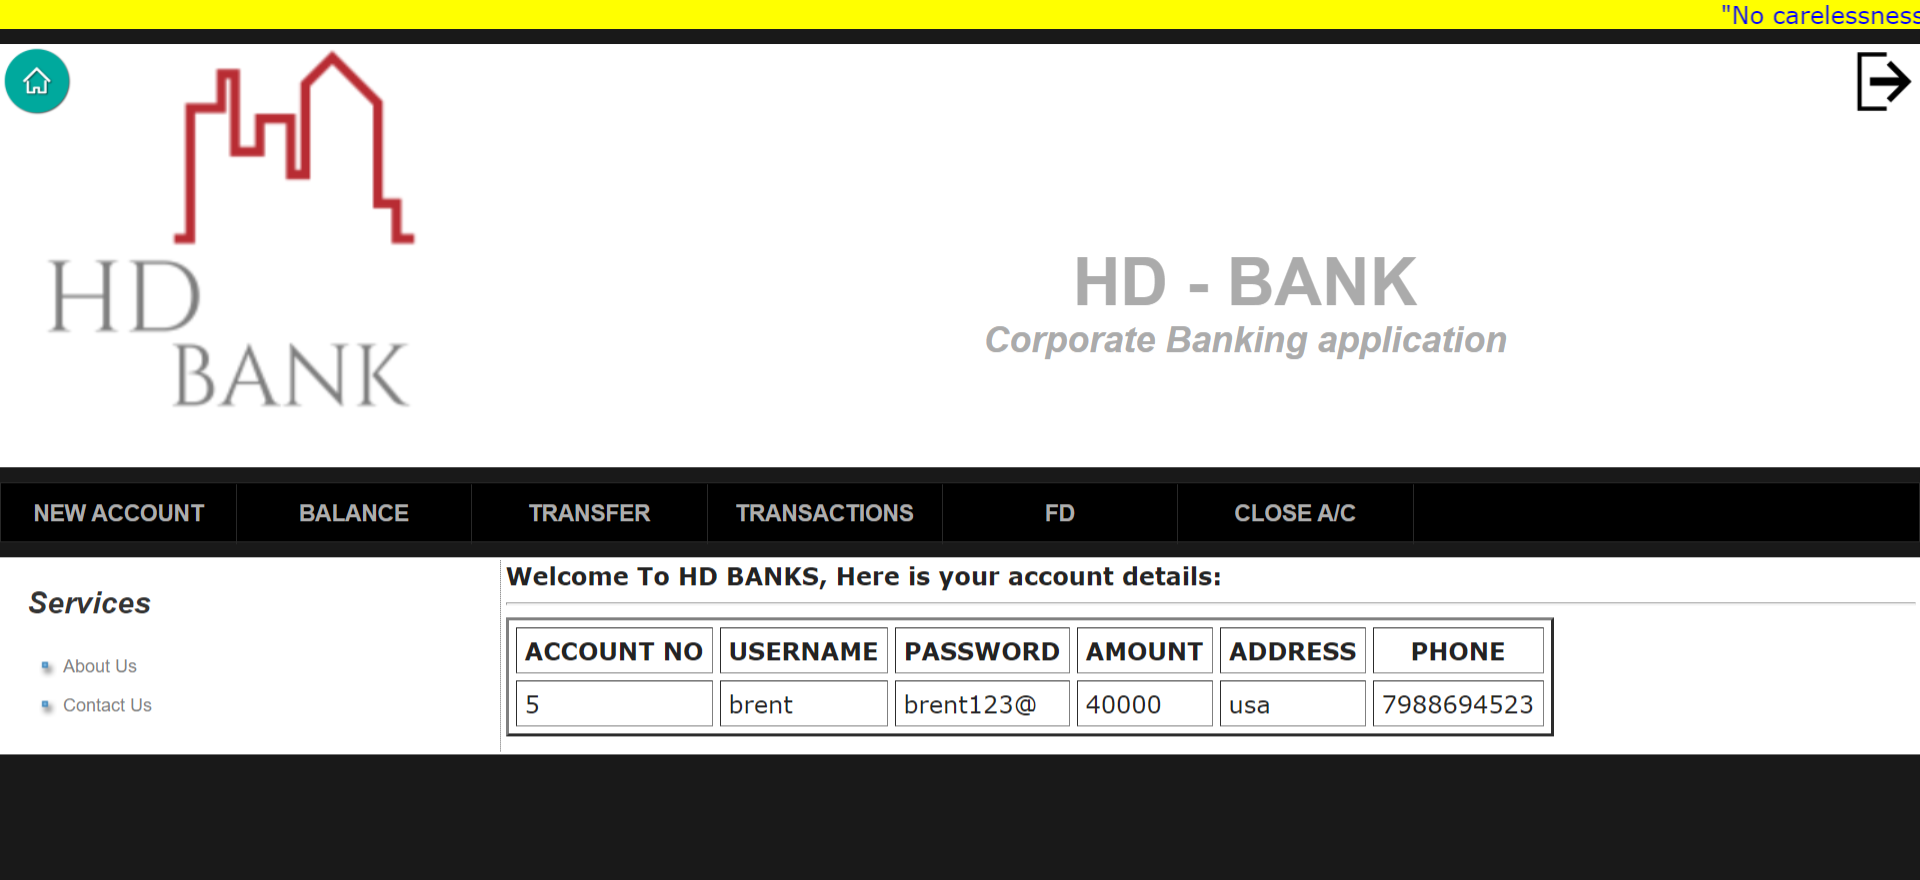 "No carelessness
HD
BANK
HD - BANK
Corporate Banking application
NEW ACCOUNT BALANCE TRANSFER TRANSACTIONS FD CLOSE A/C
Services
About Us
Contact Us
Welcome To HD BANKS, Here is your account details:
ACCOUNT NO USERNAME PASSWORD AMOUNT ADDRESS PHONE
5 brent brent123@ 40000 usa 7988694523